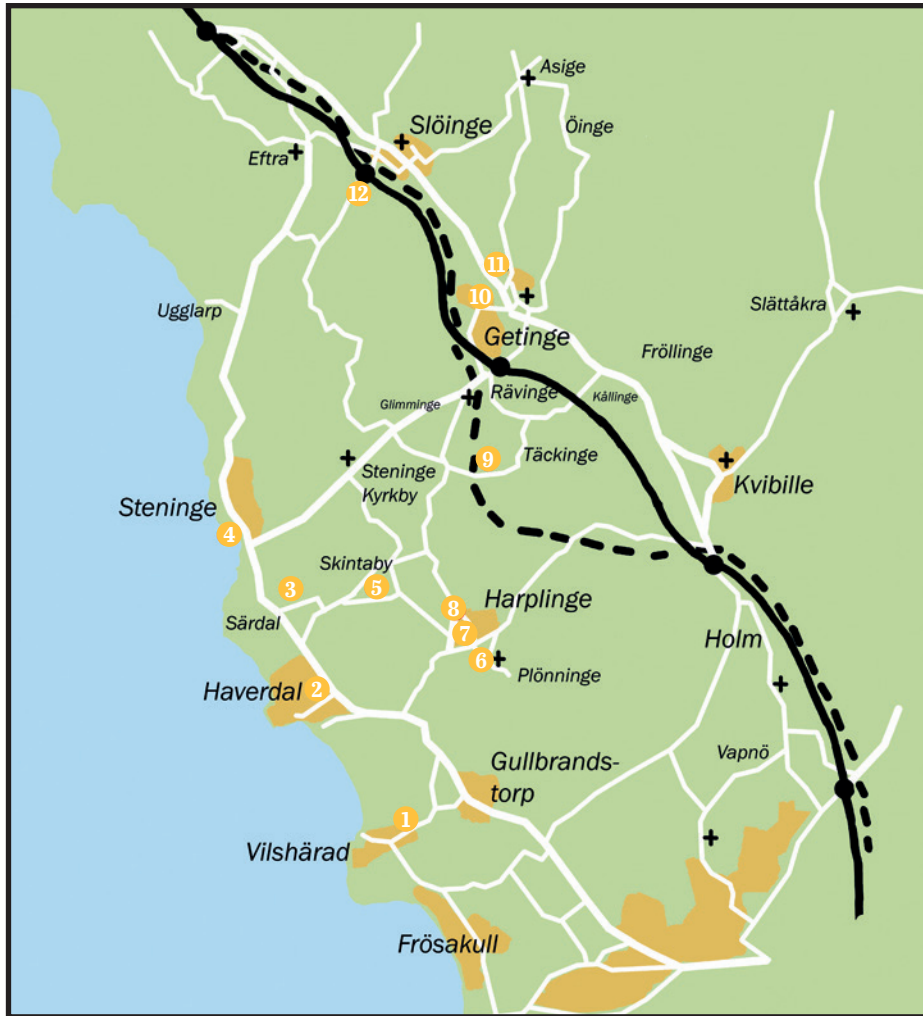 Asige
Slöinge
Öinge
Eftra
12
11
10
Ugglarp
Slättåkra
Getinge
Fröllinge
Rävinge
Kållinge
Glimminge
9
Täckinge
Steninge
Kyrkby
Kvibille
Steninge
4
Skintaby
3
5
8
Harplinge
Särdal
7
Holm
6
Plönninge
Haverdal
2
Vapnö
Gullbrands-
torp
1
Vilshärad
Frösakull